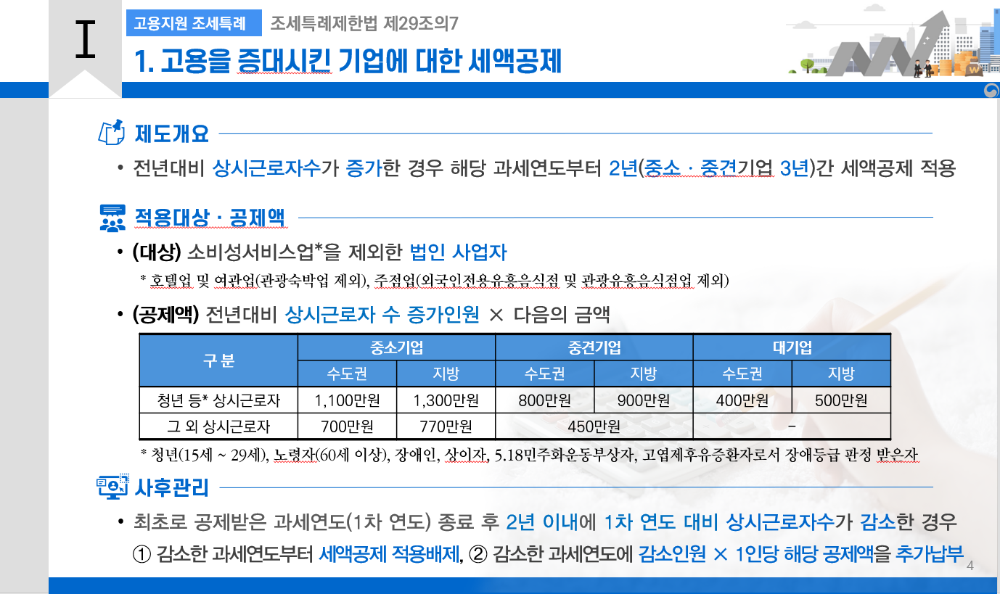 I
고용지원 조세특례 조세특례제한법 제29조의7
1. 고용을 증대시킨 기업에 대한 세액공제
제도개요
• 전년대비 상시근로자수가 증가한 경우 해당 과세연도부터 2년(중소 · 중견기업 3년)간 세액공제 적용
적용대상 · 공제액
• (대상) 소비성서비스업*을 제외한 법인 사업자
* 호텔업 및 여관업(관광숙박업 제외), 주점업(외국인전용유흥음식점 및 관광유흥음식점업 제외)
• (공제액) 전년대비 상시근로자 수 증가인원 × 다음의 금액
구 분 중소기업 중견기업 대기업
수도권 지방 수도권 지방 수도권 지방
청년 등* 상시근로자 1,100만원 1,300만원 800만원 900만원 400만원 500만원
그 외 상시근로자 700만원 770만원 450만원 –
* 청년(15세 ~ 29세), 노령자(60세 이상), 장애인, 상이자, 5.18민주화운동부상자, 고엽제후유증환자로서 장애등급 판정 받은자
사후관리
• 최초로 공제받은 과세연도(1차 연도) 종료 후 2년 이내에 1차 연도 대비 상시근로자수가 감소한 경우
① 감소한 과세연도부터 세액공제 적용배제, ② 감소한 과세연도에 감소인원 × 1인당 해당 공제액을 추가납부
4